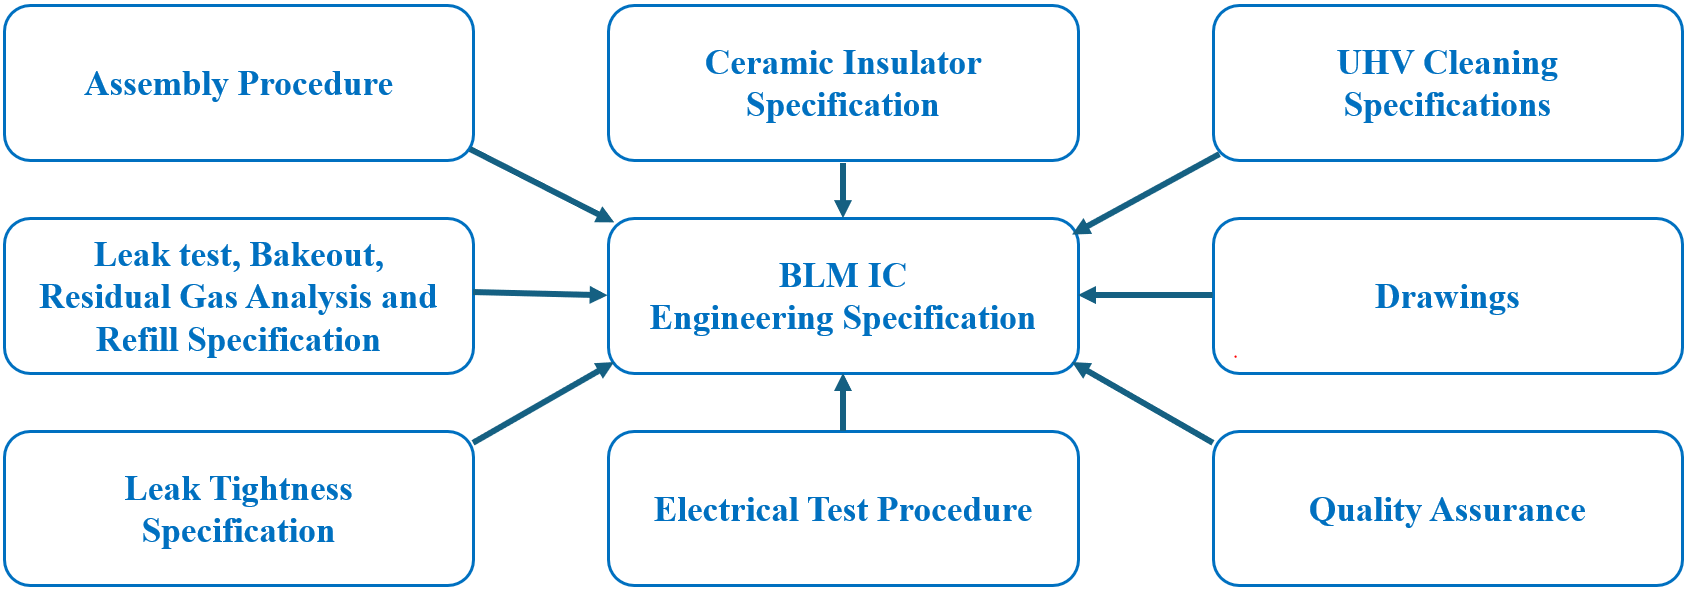 Assembly Procedure
Ceramic Insulator
Specification
UHV Cleaning
Specifications
Leak test, Bakeout,
Residual Gas Analysis and
Refill Specification
BLM IC
Engineering Specification
Drawings
Leak Tightness
Specification
Electrical Test Procedure
Quality Assurance